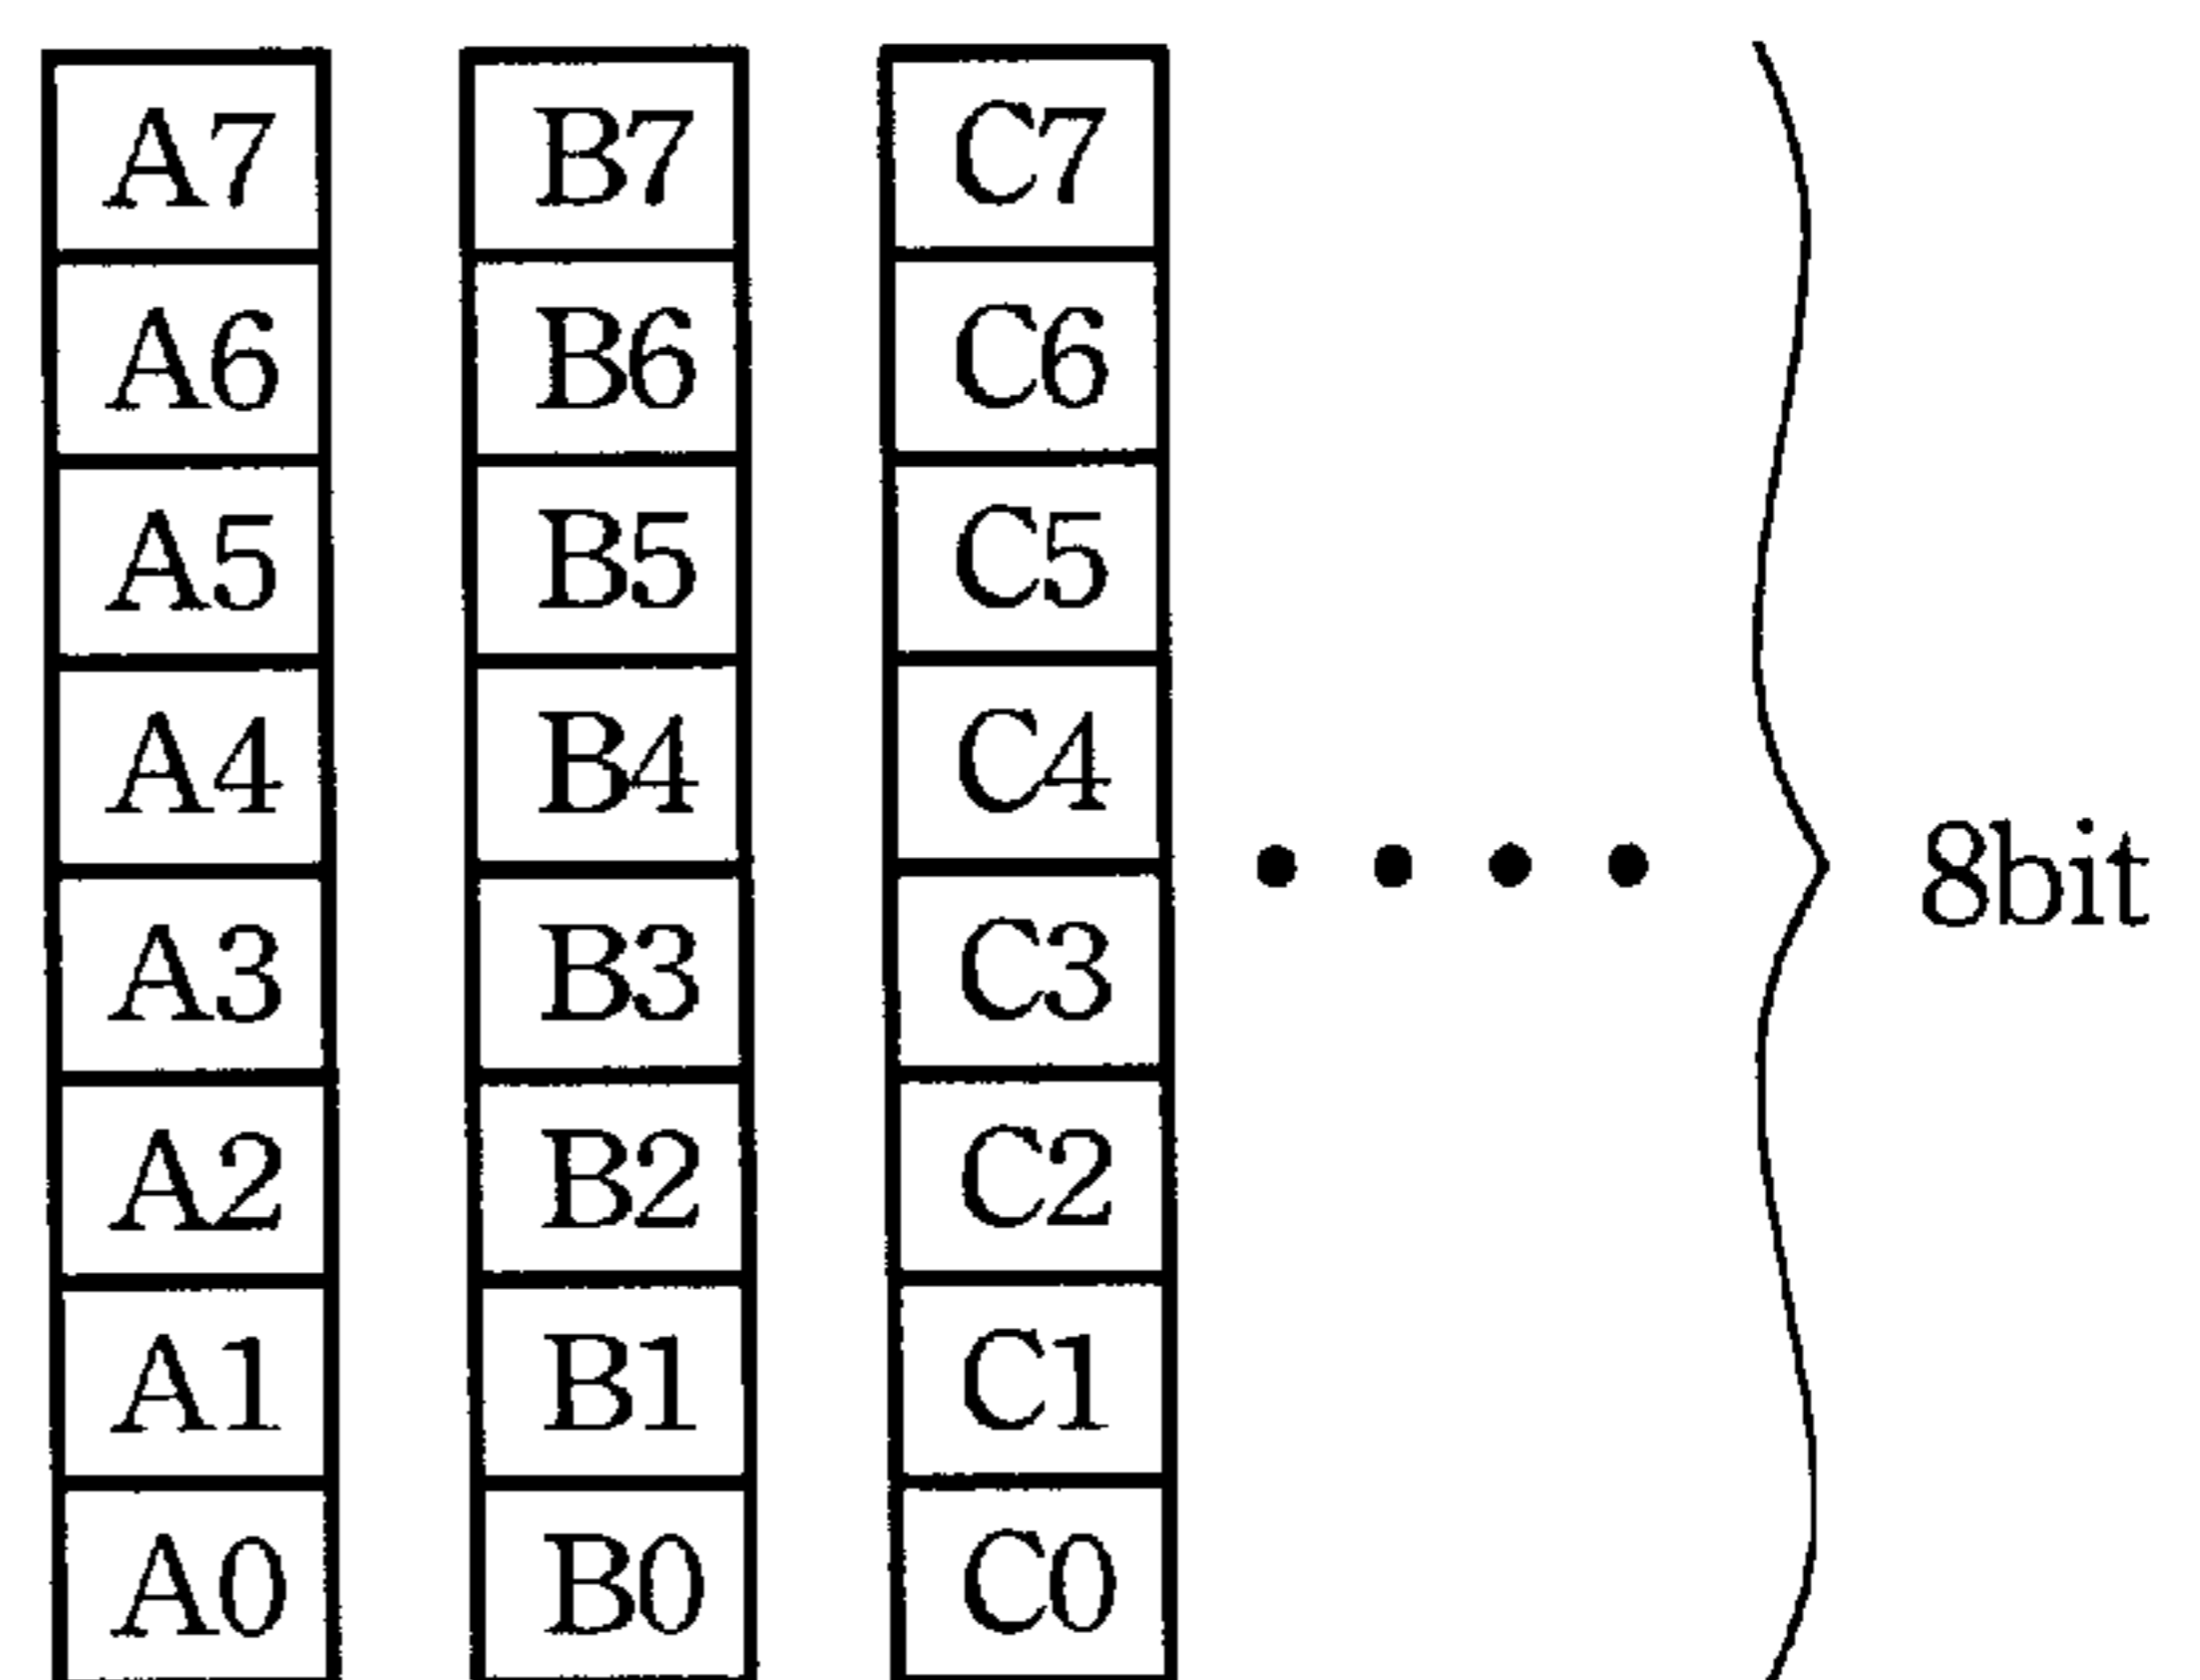 A7 B7 C7
A6 B6 C6
A5 B5 C5
A4 B4 C4
8bit
A3 B3 C3
A2 B2 C2
A1 B1 C1
A0 B0 C0